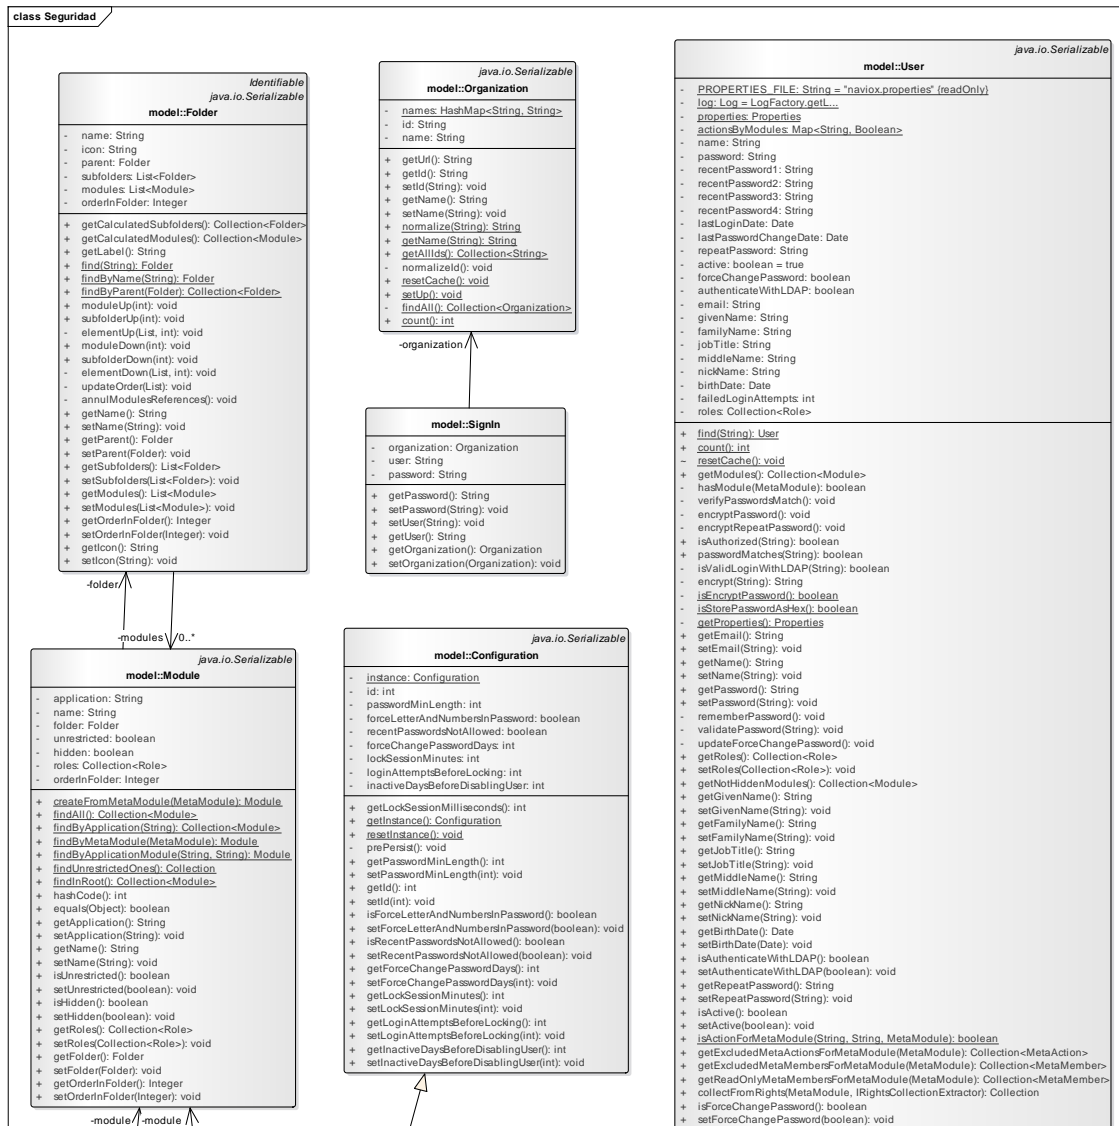 class Seguridad
Identifiable
java.io.Serializable
model::Folder
- name: String
- icon: String
- parent: Folder
- subfolders: List<Folder>
- modules: List<Module>
- orderInFolder: Integer
+ getCalculatedSubfolders(): Collection<Folder>
+ getCalculatedModules(): Collection<Module>
+ getLabel(): String
+ find(String): Folder
+ findByName(String): Folder
+ findByParent(Folder): Collection<Folder>
+ moduleUp(int): void
+ subfolderUp(int): void
- elementUp(List, int): void
+ moduleDown(int): void
+ subfolderDown(int): void
- elementDown(List, int): void
- updateOrder(List): void
- annulModulesReferences(): void
+ getName(): String
+ setName(String): void
+ getParent(): Folder
+ setParent(Folder): void
+ getSubfolders(): List<Folder>
+ setSubfolders(List<Folder>): void
+ getModules(): List<Module>
+ setModules(List<Module>): void
+ getOrderInFolder(): Integer
+ setOrderInFolder(Integer): void
+ getIcon(): String
+ setIcon(String): void
-folder
-modules 0..*
java.io.Serializable
model::Module
- application: String
- name: String
- folder: Folder
- unrestricted: boolean
- hidden: boolean
- roles: Collection<Role>
- orderInFolder: Integer
+ createFromMetaModule(MetaModule): Module
+ findAll(): Collection<Module>
+ findByApplication(String): Collection<Module>
+ findByMetaModule(MetaModule): Module
+ findByApplicationModule(String, String): Module
+ findUnrestrictedOnes(): Collection
+ findInRoot(): Collection<Module>
+ hashCode(): int
+ equals(Object): boolean
+ getApplication(): String
+ setApplication(String): void
+ getName(): String
+ setName(String): void
+ isUnrestricted(): boolean
+ setUnrestricted(boolean): void
+ isHidden(): boolean
+ setHidden(boolean): void
+ getRoles(): Collection<Role>
+ setRoles(Collection<Role>): void
+ getFolder(): Folder
+ setFolder(Folder): void
+ getOrderInFolder(): Integer
+ setOrderInFolder(Integer): void
-module -module
java.io.Serializable
model::Organization
- names: HashMap<String, String>
- id: String
- name: String
+ getUrl(): String
+ getId(): String
+ setId(String): void
+ getName(): String
+ setName(String): void
+ normalize(String): String
+ getName(String): String
+ getAllIds(): Collection<String>
- normalizeId(): void
+ resetCache(): void
+ setUp(): void
- findAll(): Collection<Organization>
+ count(): int
-organization
model::SignIn
- organization: Organization
- user: String
- password: String
+ getPassword(): String
+ setPassword(String): void
+ setUser(String): void
+ getUser(): String
+ getOrganization(): Organization
+ setOrganization(Organization): void
java.io.Serializable
model::Configuration
- instance: Configuration
- id: int
- passwordMinLength: int
- forceLetterAndNumbersInPassword: boolean
- recentPasswordsNotAllowed: boolean
- forceChangePasswordDays: int
- lockSessionMinutes: int
- loginAttemptsBeforeLocking: int
- inactiveDaysBeforeDisablingUser: int
+ getLockSessionMilliseconds(): int
+ getInstance(): Configuration
+ resetInstance(): void
- prePersist(): void
+ getPasswordMinLength(): int
+ setPasswordMinLength(int): void
+ getId(): int
+ setId(int): void
+ isForceLetterAndNumbersInPassword(): boolean
+ setForceLetterAndNumbersInPassword(boolean): void
+ isRecentPasswordsNotAllowed(): boolean
+ setRecentPasswordsNotAllowed(boolean): void
+ getForceChangePasswordDays(): int
+ setForceChangePasswordDays(int): void
+ getLockSessionMinutes(): int
+ setLockSessionMinutes(int): void
+ getLoginAttemptsBeforeLocking(): int
+ setLoginAttemptsBeforeLocking(int): void
+ getInactiveDaysBeforeDisablingUser(): int
+ setInactiveDaysBeforeDisablingUser(int): void
java.io.Serializable
model::User
- PROPERTIES_FILE: String = "naviox.properties" {readOnly}
- log: Log = LogFactory.getL...
- properties: Properties
- actionsByModules: Map<String, Boolean>
- name: String
- password: String
- recentPassword1: String
- recentPassword2: String
- recentPassword3: String
- recentPassword4: String
- lastLoginDate: Date
- lastPasswordChangeDate: Date
- repeatPassword: String
- active: boolean = true
- forceChangePassword: boolean
- authenticateWithLDAP: boolean
- email: String
- givenName: String
- familyName: String
- jobTitle: String
- middleName: String
- nickName: String
- birthDate: Date
- failedLoginAttempts: int
- roles: Collection<Role>
+ find(String): User
+ count(): int
~ resetCache(): void
+ getModules(): Collection<Module>
- hasModule(MetaModule): boolean
- verifyPasswordsMatch(): void
- encryptPassword(): void
- encryptRepeatPassword(): void
+ isAuthorized(String): boolean
+ passwordMatches(String): boolean
- isValidLoginWithLDAP(String): boolean
- encrypt(String): String
- isEncryptPassword(): boolean
- isStorePasswordAsHex(): boolean
- getProperties(): Properties
+ getEmail(): String
+ setEmail(String): void
+ getName(): String
+ setName(String): void
+ getPassword(): String
+ setPassword(String): void
- rememberPassword(): void
- validatePassword(String): void
- updateForceChangePassword(): void
+ getRoles(): Collection<Role>
+ setRoles(Collection<Role>): void
+ getNotHiddenModules(): Collection<Module>
+ getGivenName(): String
+ setGivenName(String): void
+ getFamilyName(): String
+ setFamilyName(String): void
+ getJobTitle(): String
+ setJobTitle(String): void
+ getMiddleName(): String
+ setMiddleName(String): void
+ getNickName(): String
+ setNickName(String): void
+ getBirthDate(): Date
+ setBirthDate(Date): void
+ isAuthenticateWithLDAP(): boolean
+ setAuthenticateWithLDAP(boolean): void
+ getRepeatPassword(): String
+ setRepeatPassword(String): void
+ isActive(): boolean
+ setActive(boolean): void
+ isActionForMetaModule(String, String, MetaModule): boolean
+ getExcludedMetaActionsForMetaModule(MetaModule): Collection<MetaAction>
+ getExcludedMetaMembersForMetaModule(MetaModule): Collection<MetaMember>
+ getReadOnlyMetaMembersForMetaModule(MetaModule): Collection<MetaMember>
- collectFromRights(MetaModule, IRightsCollectionExtractor): Collection
+ isForceChangePassword(): boolean
+ setForceChangePassword(boolean): void